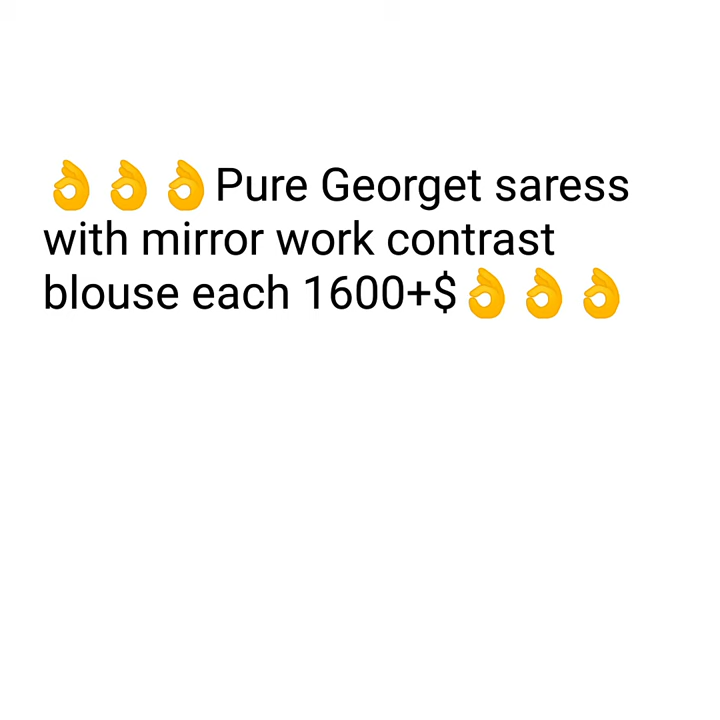 👌👌👌Pure Georget saress
with mirror work contrast
blouse each 1600+$👌👌👌